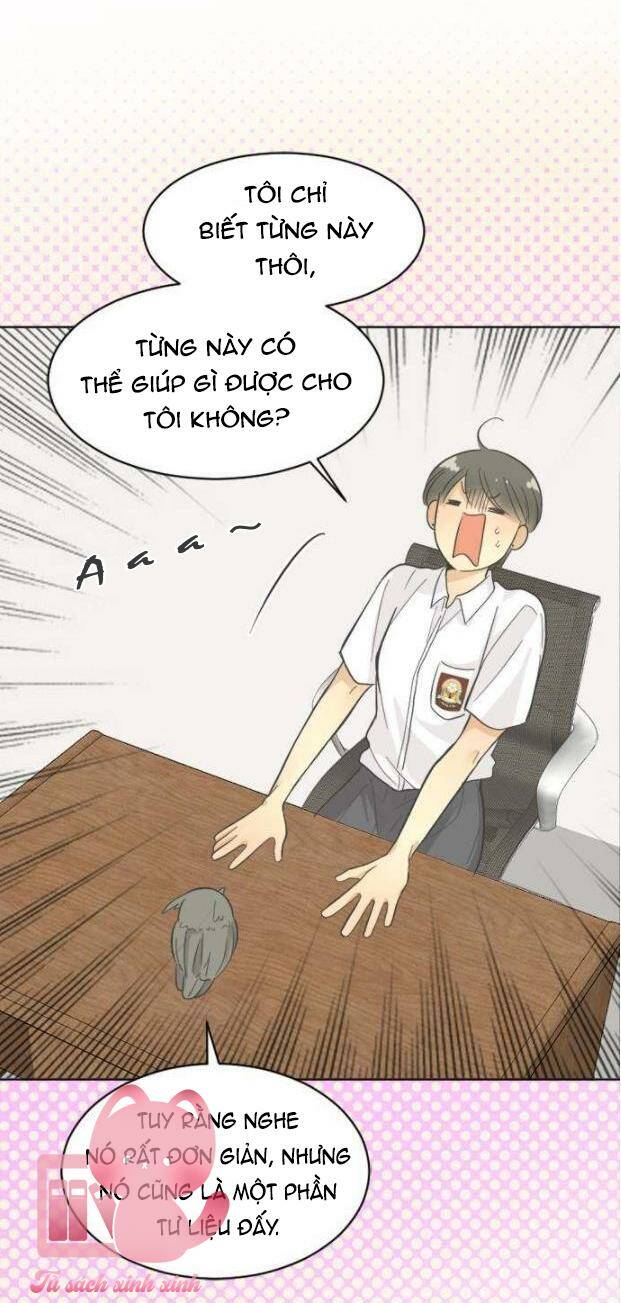 TÔI CHỈ
BIẾT TỪNG NÀY
THÔI,
TỪNG NÀY CÓ
THỂ GIÚP GÌ ĐƯỢC CHO
TÔI KHÔNG?
Aaa~
TUY RẰNG NGHE
NÓ RẤT ĐƠN GIẢN, NHƯNG
NÓ CŨNG LÀ MỘT PHẦN
TƯ LIỆU ĐẤY.
Tủ sách xinh xinh